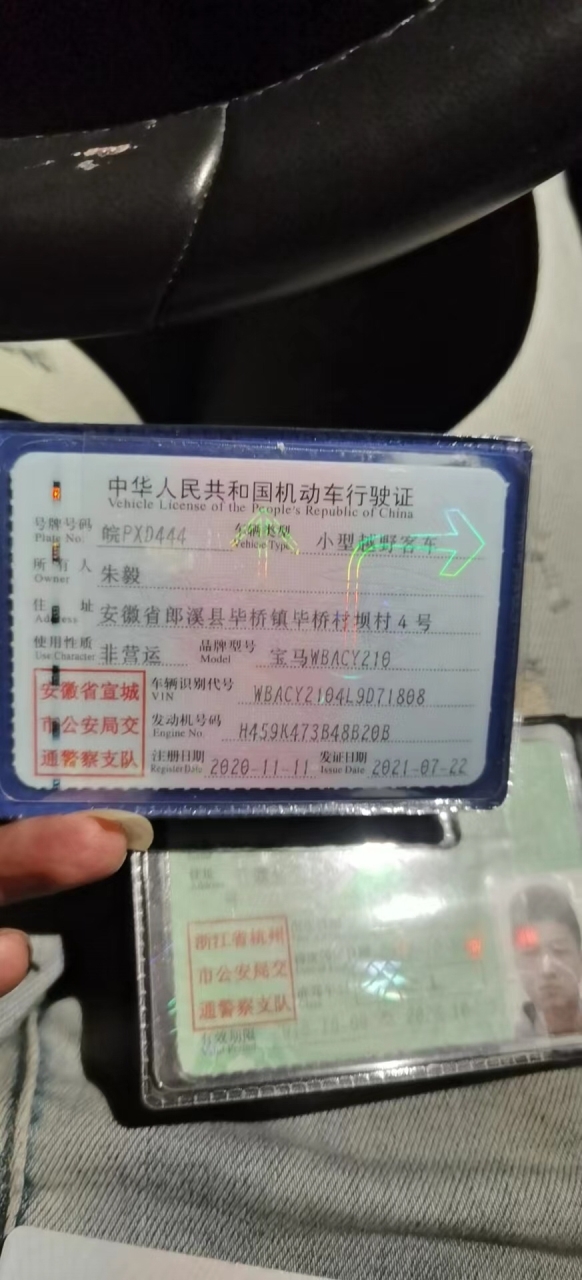 中华人民共和国机动车行驶证
Vehicle License of the People's Republic of China
号牌号码 皖PXD444 车辆类型 小型越野客车
Plate No. Vehicle Type
所有人 朱毅
Owner
住址 安徽省郎溪县毕桥镇毕桥村坝村4号
Address
使用性质 非营运 品牌型号 宝马WBACY210
Use Character Model
安徽省宣城 车辆识别代号 WBACY2104L9D71808
VIN
市公安局交 发动机号码 H459K473B48B20B
Engine No.
通警察支队 注册日期 2020-11-11 发证日期 2021-07-22
Register Date Issue Date
浙江省杭州
市公安局交
通警察支队
有效期限